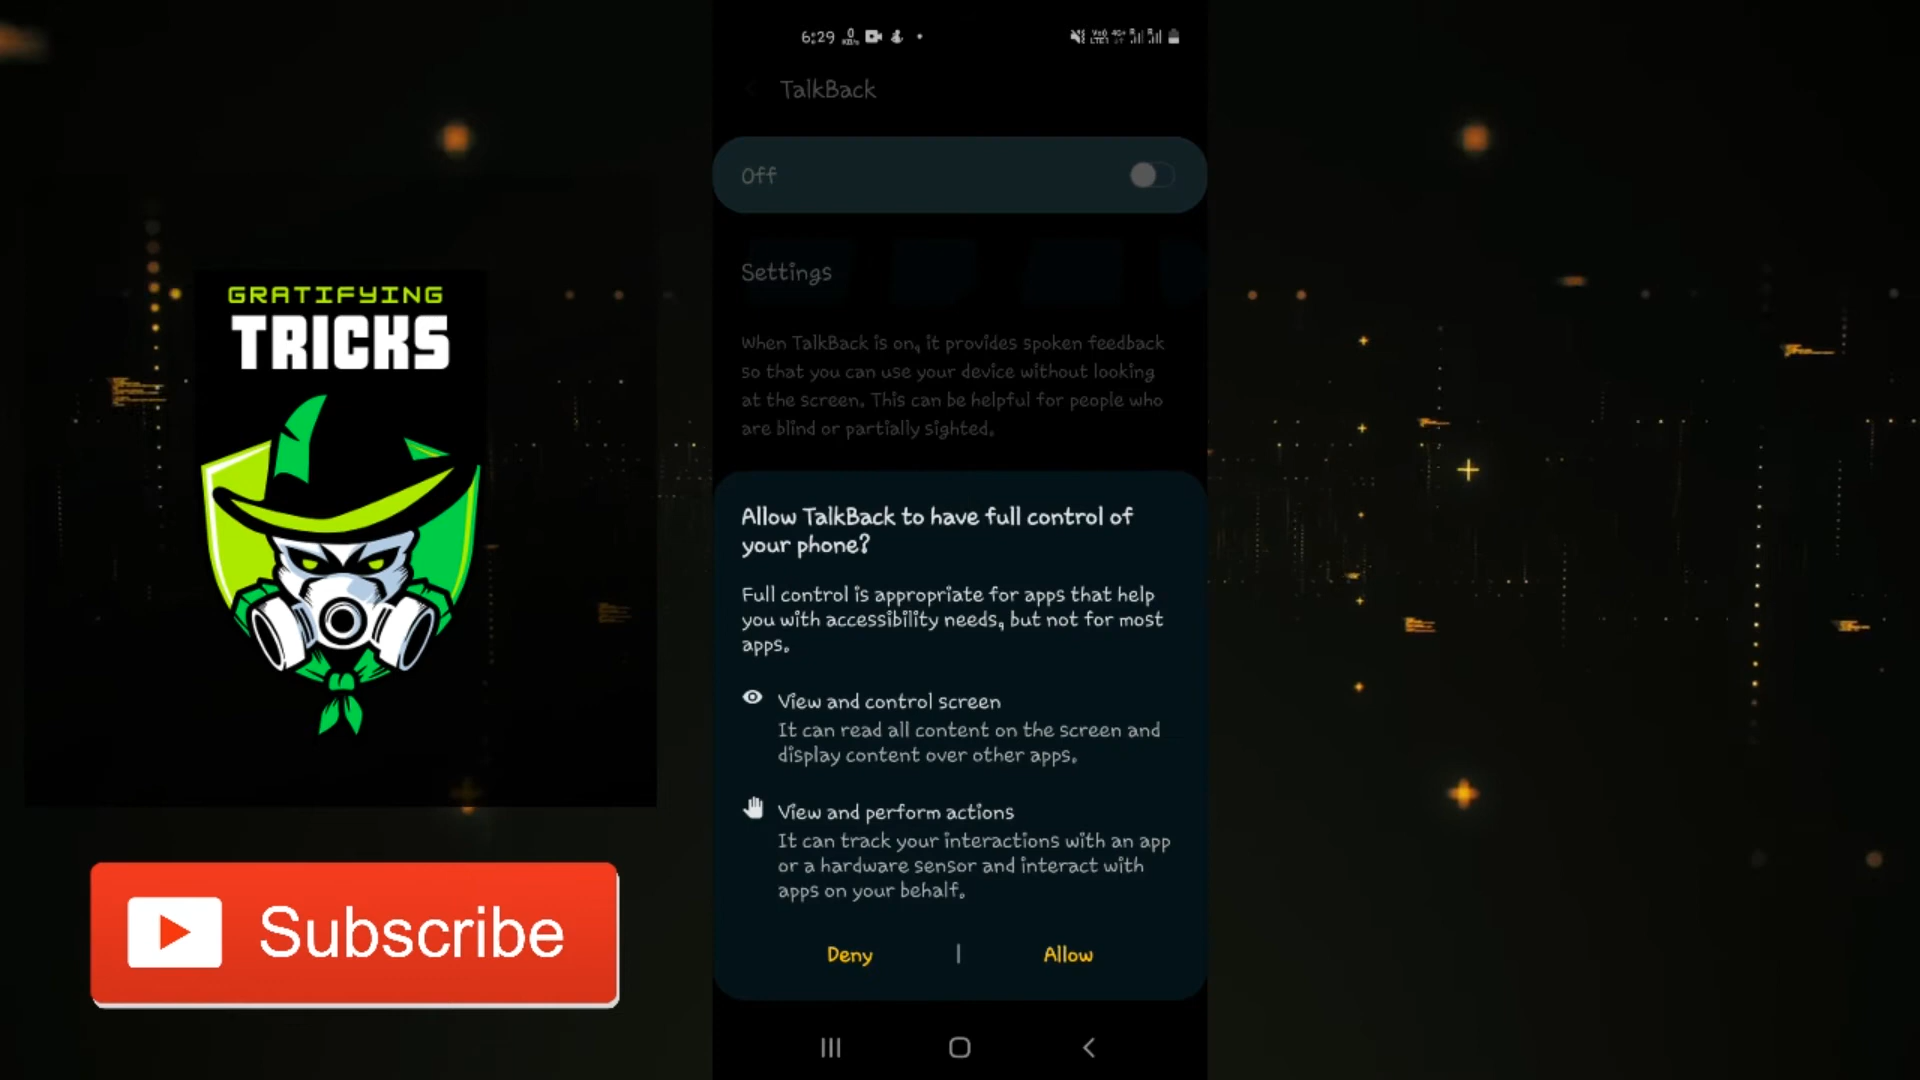 GRATIFYING
TRICKS
Subscribe
6:29
TalkBack
Off
Settings
When TalkBack is on, it provides spoken feedback
so that you can use your device without looking
at the screen. This can be helpful for people who
are blind or partially sighted.
Allow TalkBack to have full control of
your phone?
Full control is appropriate for apps that help
you with accessibility needs, but not for most
apps.
View and control screen
It can read all content on the screen and
display content over other apps.
View and perform actions
It can track your interactions with an app
or a hardware sensor and interact with
apps on your behalf.
Deny | Allow